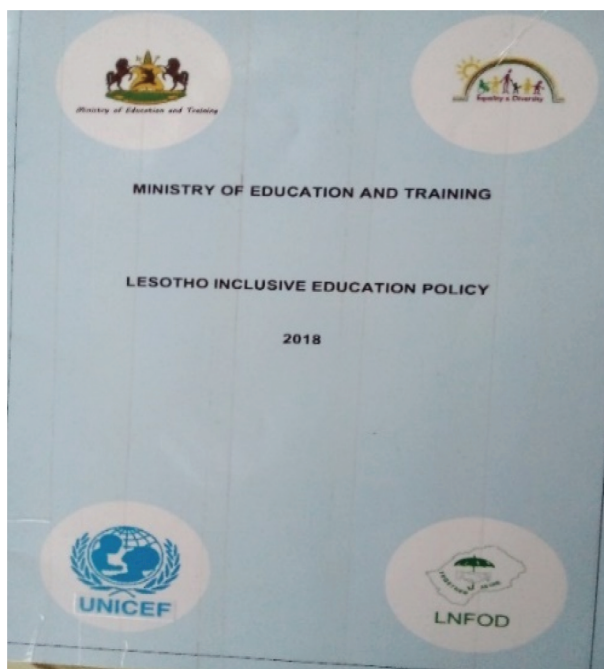 Ministry of Education and Training
Equality & Diversity
MINISTRY OF EDUCATION AND TRAINING
LESOTHO INCLUSIVE EDUCATION POLICY
2018
UNICEF
LNFOD